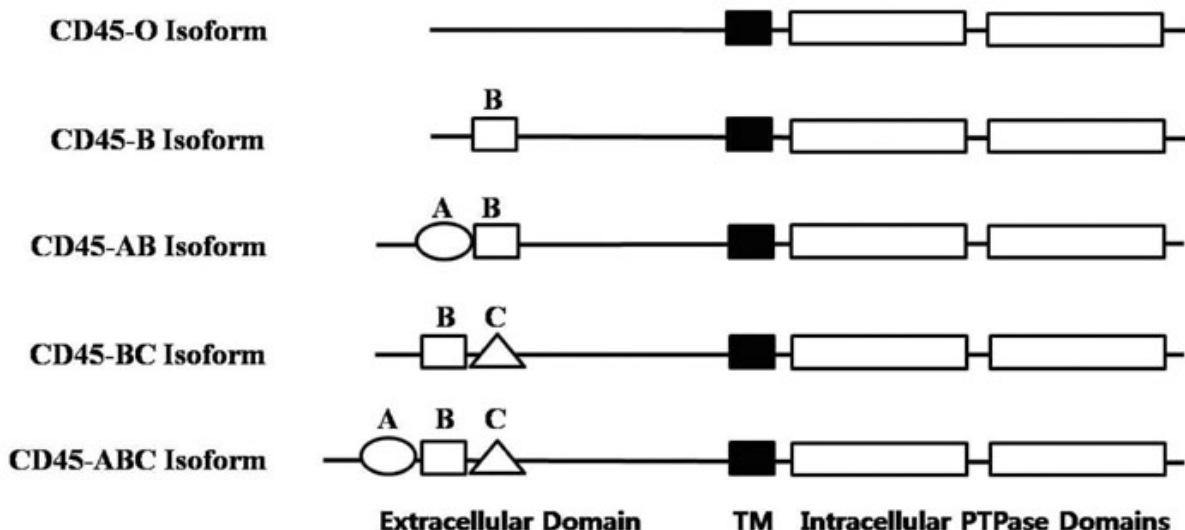 CD45-O Isoform
B
CD45-B Isoform
A B
CD45-AB Isoform
B C
CD45-BC Isoform
A B C
CD45-ABC Isoform
Extracellular Domain TM Intracellular PTPase Domains